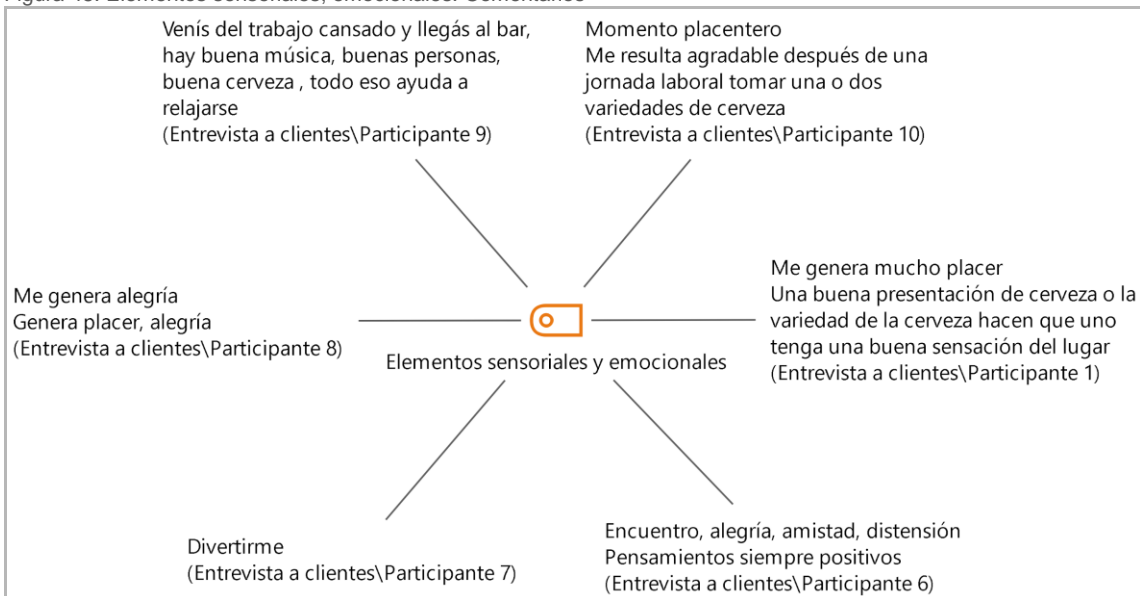 Elementos sensoriales, emocionales. Comentarios
Venís del trabajo cansado y llegás al bar,
hay buena música, buenas personas,
buena cerveza , todo eso ayuda a
relajarse
(Entrevista a clientes\Participante 9)
Momento placentero
Me resulta agradable después de una
jornada laboral tomar una o dos
variedades de cerveza
(Entrevista a clientes\Participante 10)
Me genera alegría
Genera placer, alegría
(Entrevista a clientes\Participante 8)
Elementos sensoriales y emocionales
Me genera mucho placer
Una buena presentación de cerveza o la
variedad de la cerveza hacen que uno
tenga una buena sensación del lugar
(Entrevista a clientes\Participante 1)
Divertirme
(Entrevista a clientes\Participante 7)
Encuentro, alegría, amistad, distensión
Pensamientos siempre positivos
(Entrevista a clientes\Participante 6)